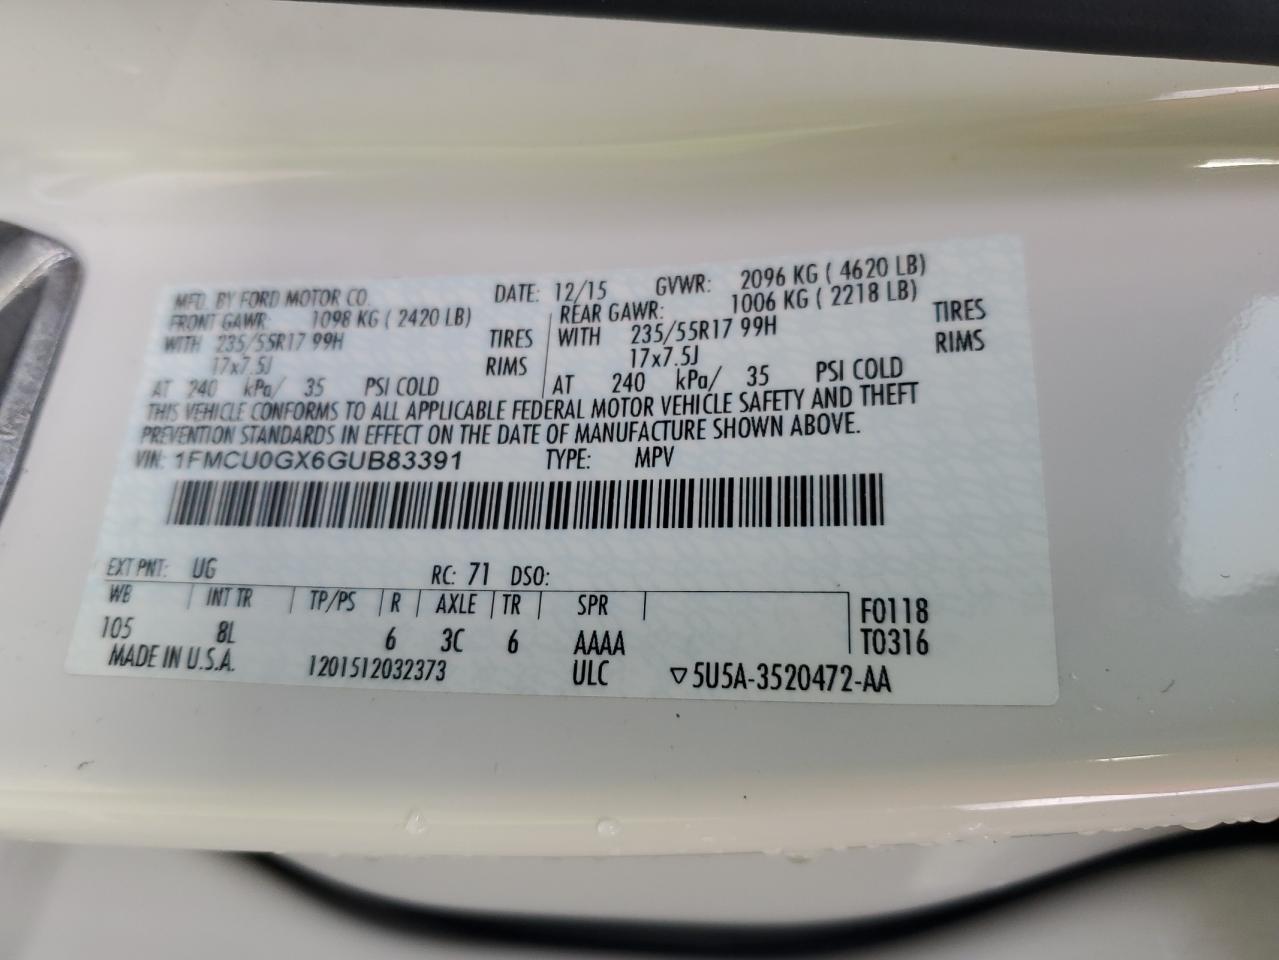 MFD. BY FORD MOTOR CO. DATE: 12/15 GVWR: 2096 KG ( 4620 LB)
FRONT GAWR: 1098 KG ( 2420 LB) REAR GAWR: 1006 KG ( 2218 LB)
WITH 235/55R17 99H TIRES WITH 235/55R17 99H TIRES
17x7.5J RIMS 17x7.5J RIMS
AT 240 kPa/ 35 PSI COLD AT 240 kPa/ 35 PSI COLD
THIS VEHICLE CONFORMS TO ALL APPLICABLE FEDERAL MOTOR VEHICLE SAFETY AND THEFT
PREVENTION STANDARDS IN EFFECT ON THE DATE OF MANUFACTURE SHOWN ABOVE.
VIN: 1FMCU0GX6GUB83391 TYPE: MPV
EXT PNT: UG RC: 71 DSO:
WB INT TR TP/PS R AXLE TR SPR F0118
105 8L 6 3C 6 AAAA T0316
MADE IN U.S.A. 1201512032373 ULC ▽5U5A-3520472-AA